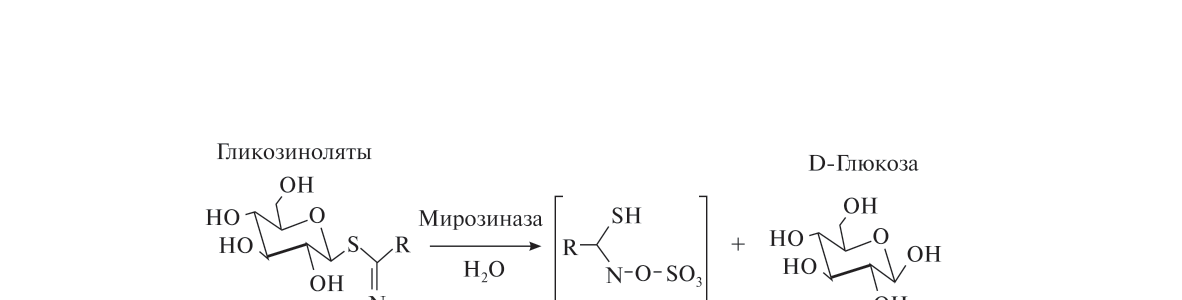 Гликозиноляты
D-Глюкоза
OH
HO
O
HO
S
R
OH
Мирозиназа
H₂O
SH
R
N-O-SO₃
+
OH
HO
O
HO
OH